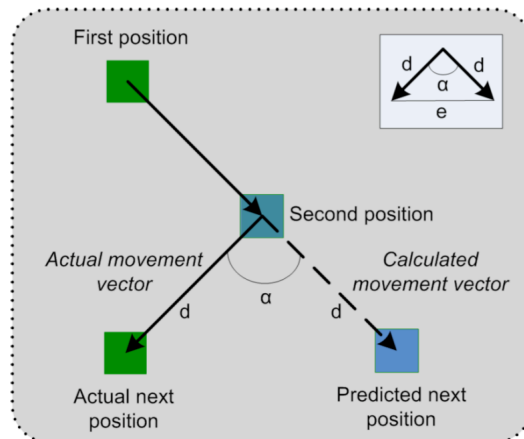 First position
d
d
α
e
Second position
Actual movement
vector
Calculated
movement vector
d
α
d
Actual next
position
Predicted next
position